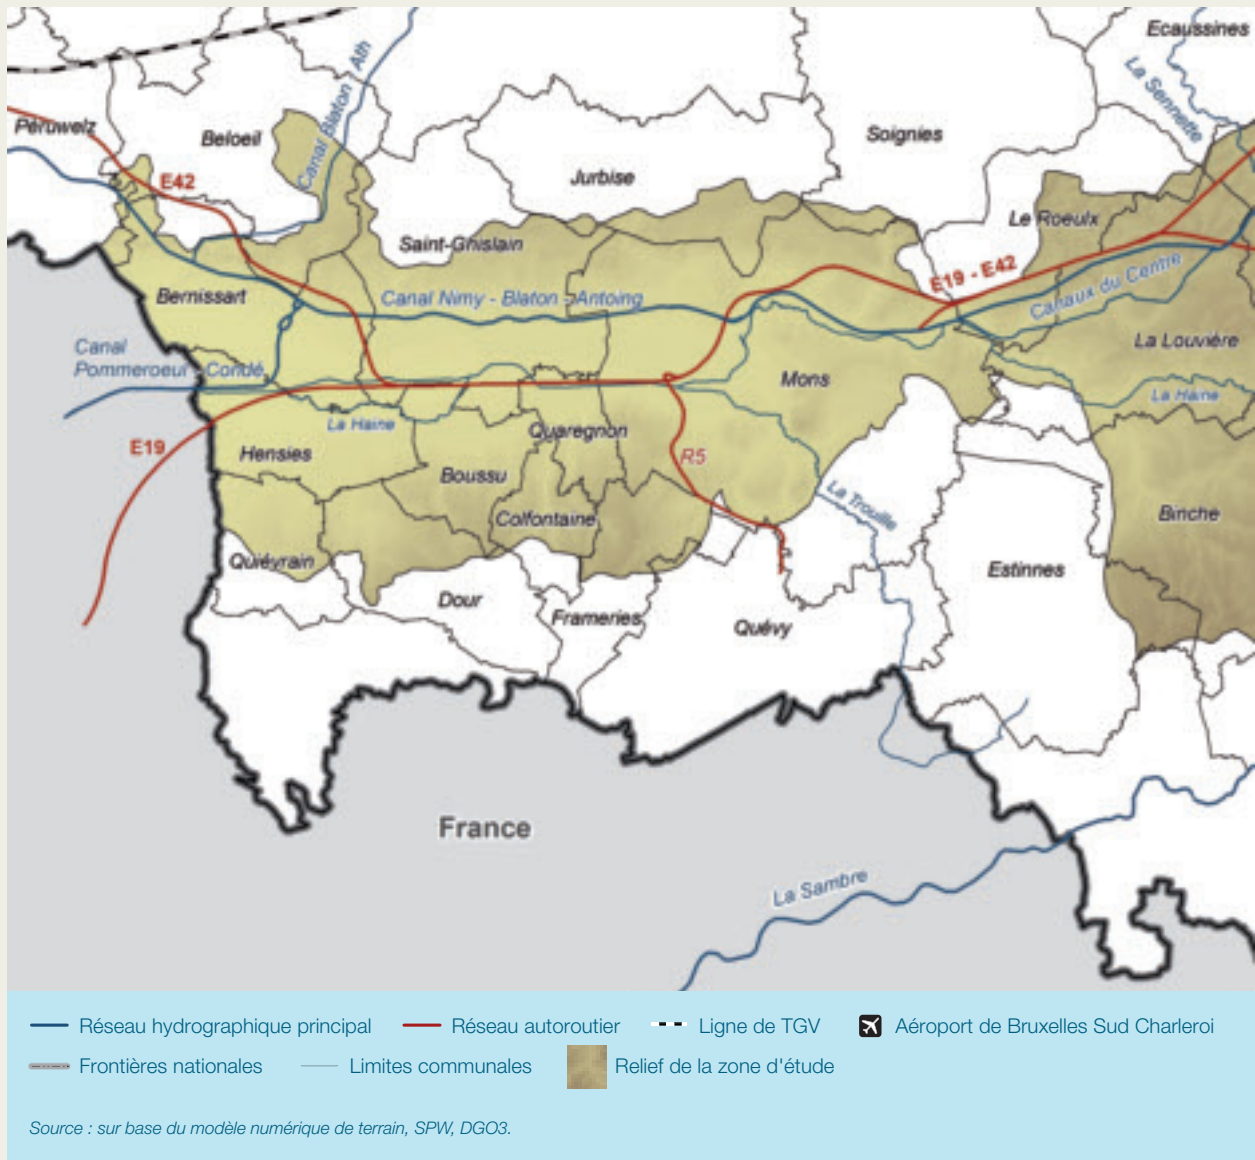 Ecaussines
La Sennette
Canal Blaton - Ath
Péruwelz
Beloeil
Soignies
E42
Jurbise
Le Roeulx
Saint-Ghislain
E19 - E42
Bernissart
Canal Nimy - Blaton - Antoing
Canaux du Centre
Canal
Pommeroeul - Condé
La Louvière
Mons
La Haine
La Haine
E19
Quaregnon
Hensies
R5
Boussu
La Trouille
Colfontaine
Binche
Quiévrain
Estinnes
Dour
Frameries
Quévy
France
La Sambre
Réseau hydrographique principal
Réseau autoroutier
Ligne de TGV
Aéroport de Bruxelles Sud Charleroi
Frontières nationales
Limites communales
Relief de la zone d'étude
Source : sur base du modèle numérique de terrain, SPW, DGO3.